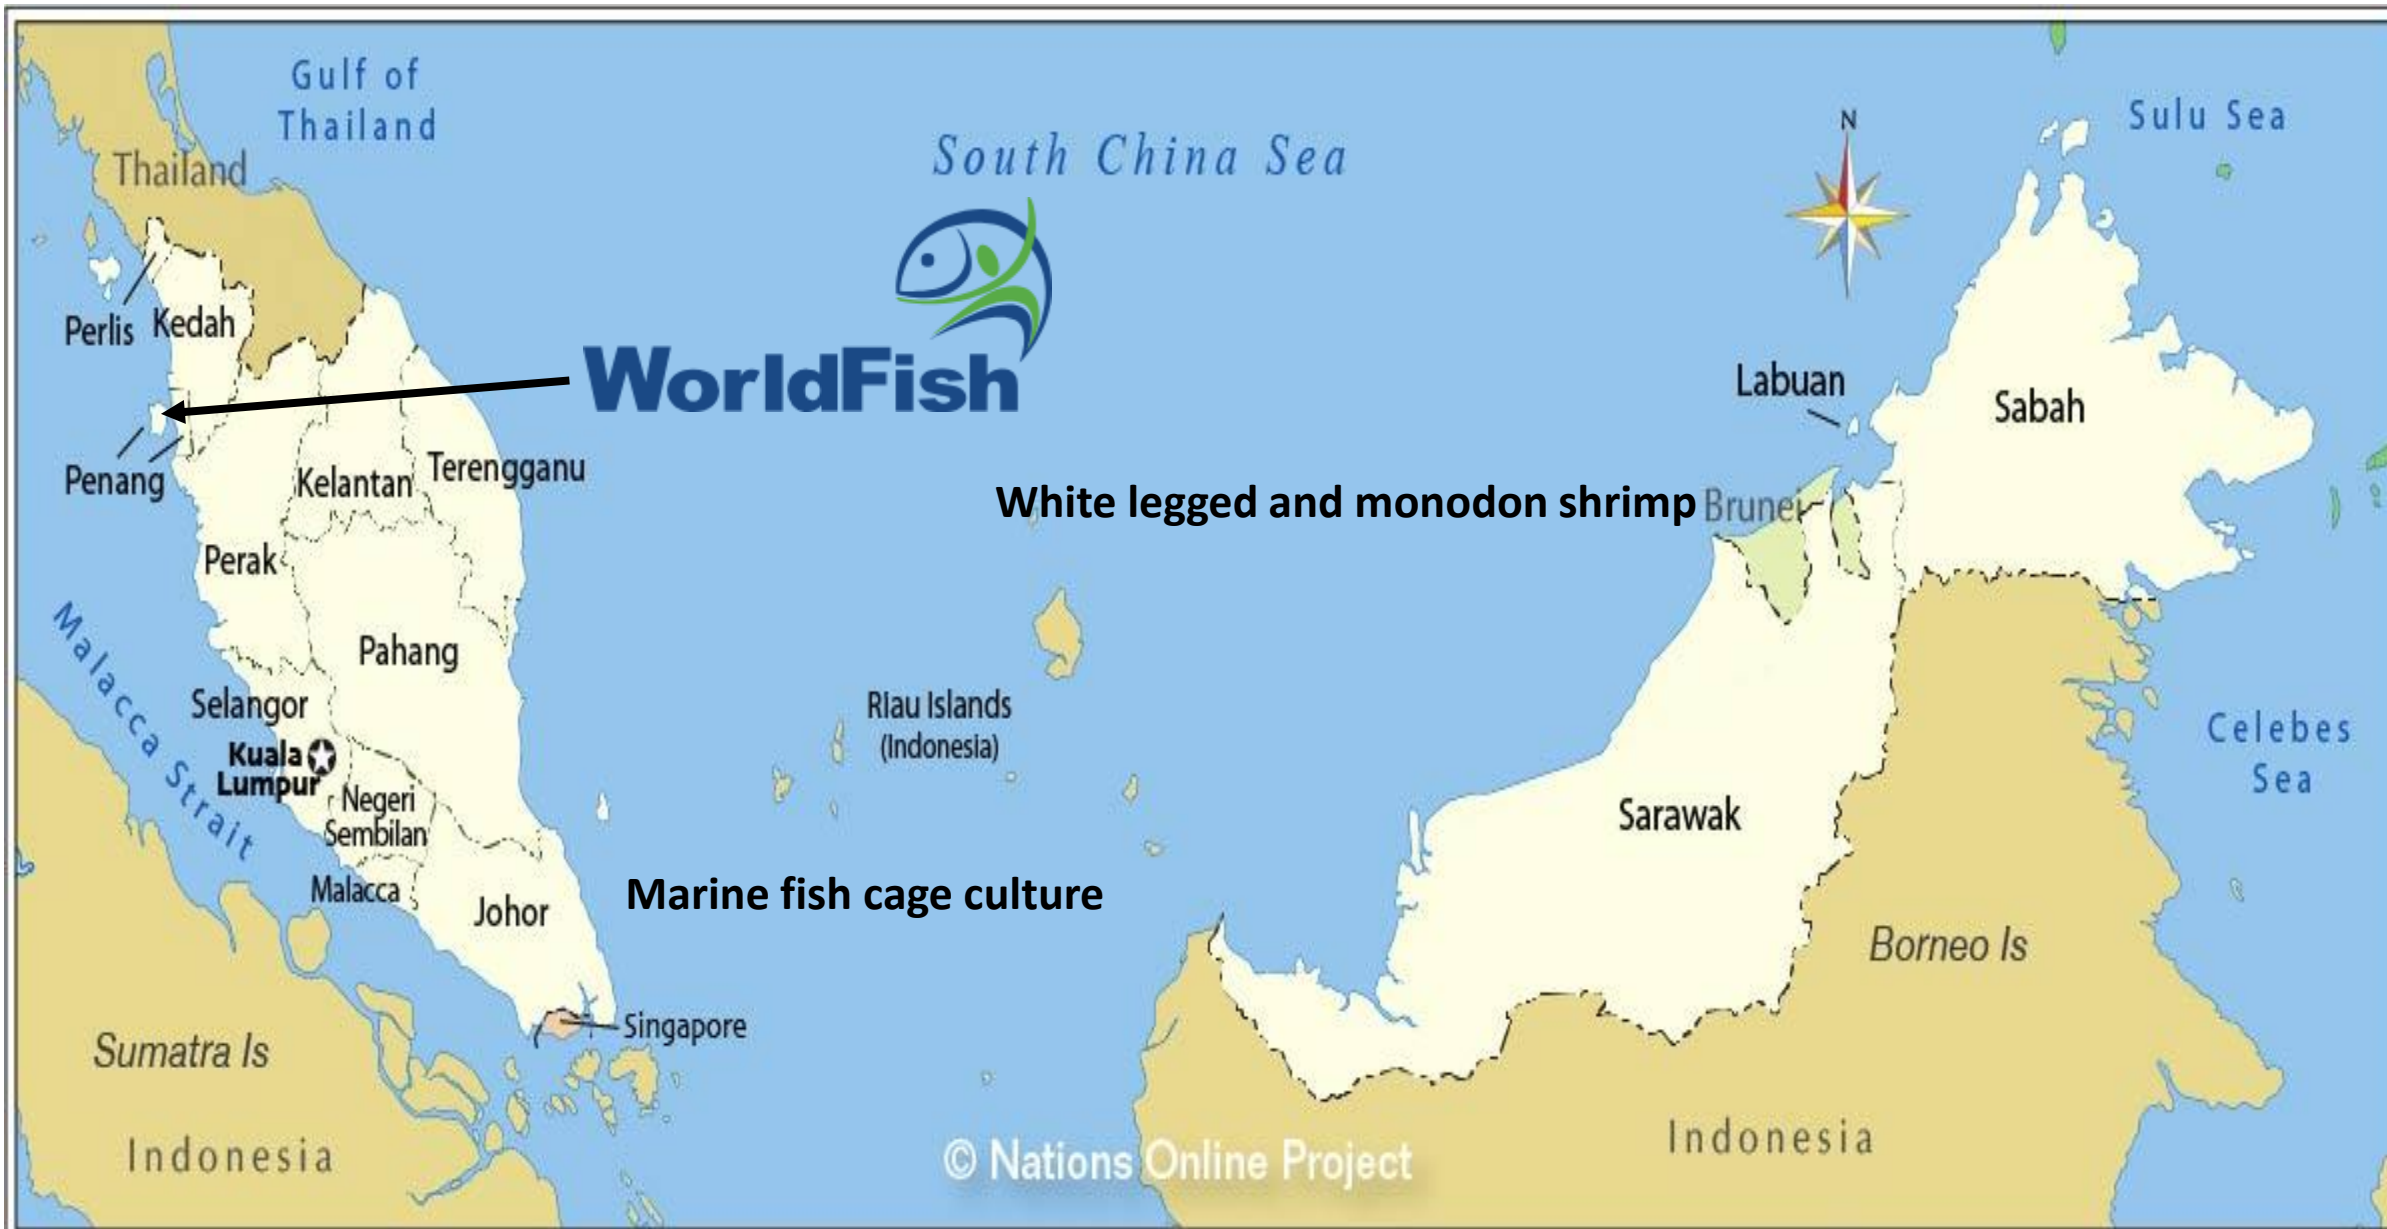 Gulf of
Thailand
Thailand
South China Sea
N
Sulu Sea
Perlis
Kedah
WorldFish
Labuan
Sabah
Penang
Kelantan
Terengganu
White legged and monodon shrimp
Brunei
Perak
Malacca Strait
Pahang
Selangor
Riau Islands
(Indonesia)
Celebes
Sea
Kuala
Lumpur
Negeri
Sembilan
Sarawak
Malacca
Johor
Marine fish cage culture
Borneo Is
Singapore
Sumatra Is
Indonesia
© Nations Online Project
Indonesia